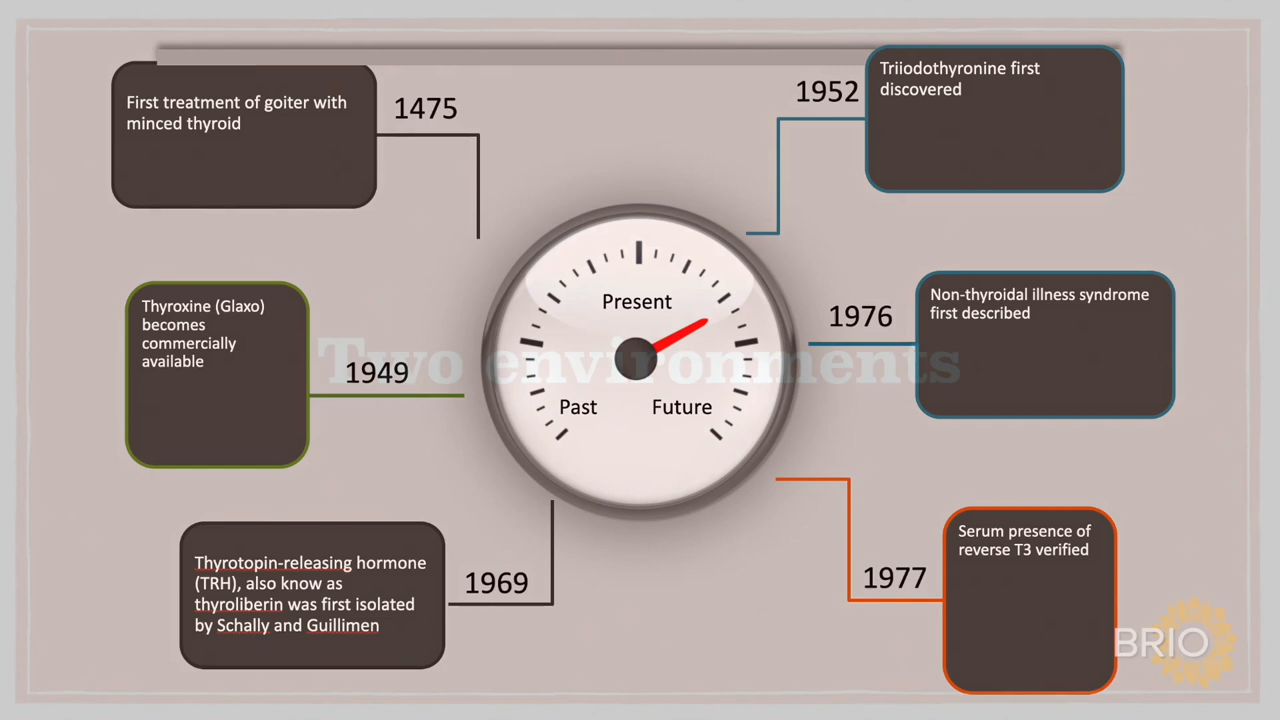 First treatment of goiter with
minced thyroid
1475
1952
Triiodothyronine first
discovered
Thyroxine (Glaxo)
becomes
commercially
available
1949
Present
Past
Future
Two environments
1976
Non-thyroidal illness syndrome
first described
Thyrotopin-releasing hormone
(TRH), also know as
thyroliberin was first isolated
by Schally and Guillimen
1969
1977
Serum presence of
reverse T3 verified
BRIO